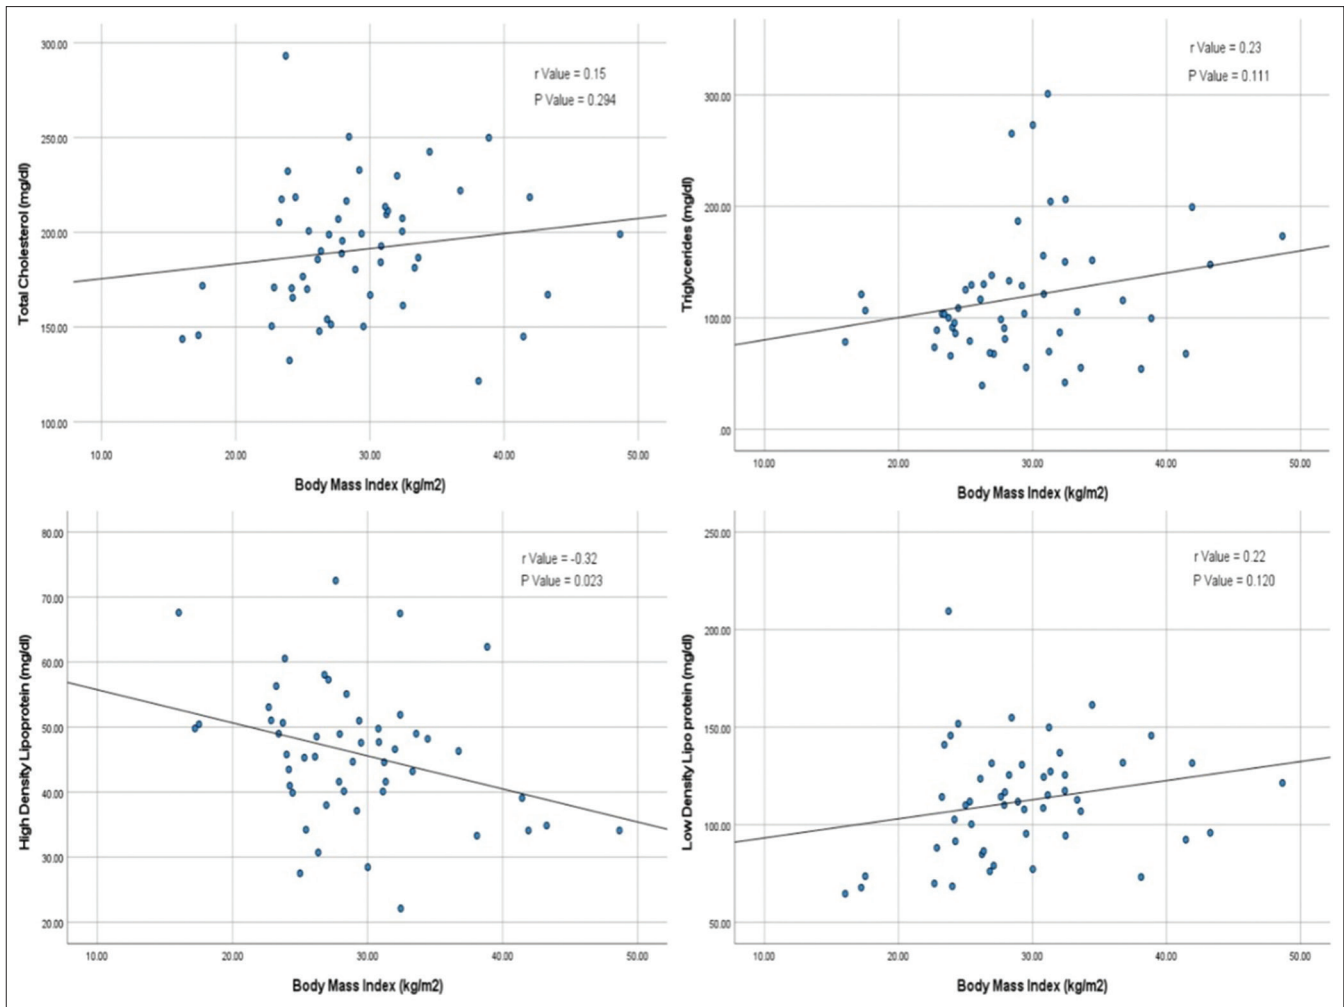 300.00
250.00
200.00
150.00
100.00
Total Cholesterol (mg/dl)
r Value = 0.15
P Value = 0.294
10.00 20.00 30.00 40.00 50.00
Body Mass Index (kg/m2)
300.00
200.00
100.00
.00
Triglycerides (mg/dl)
r Value = 0.23
P Value = 0.111
10.00 20.00 30.00 40.00 50.00
Body Mass Index (kg/m2)
80.00
70.00
60.00
50.00
40.00
30.00
20.00
High Density Lipoprotein (mg/dl)
r Value = -0.32
P Value = 0.023
10.00 20.00 30.00 40.00 50.00
Body Mass Index (kg/m2)
250.00
200.00
150.00
100.00
50.00
Low Density Lipo protein (mg/dl)
r Value = 0.22
P Value = 0.120
10.00 20.00 30.00 40.00 50.00
Body Mass Index (kg/m2)